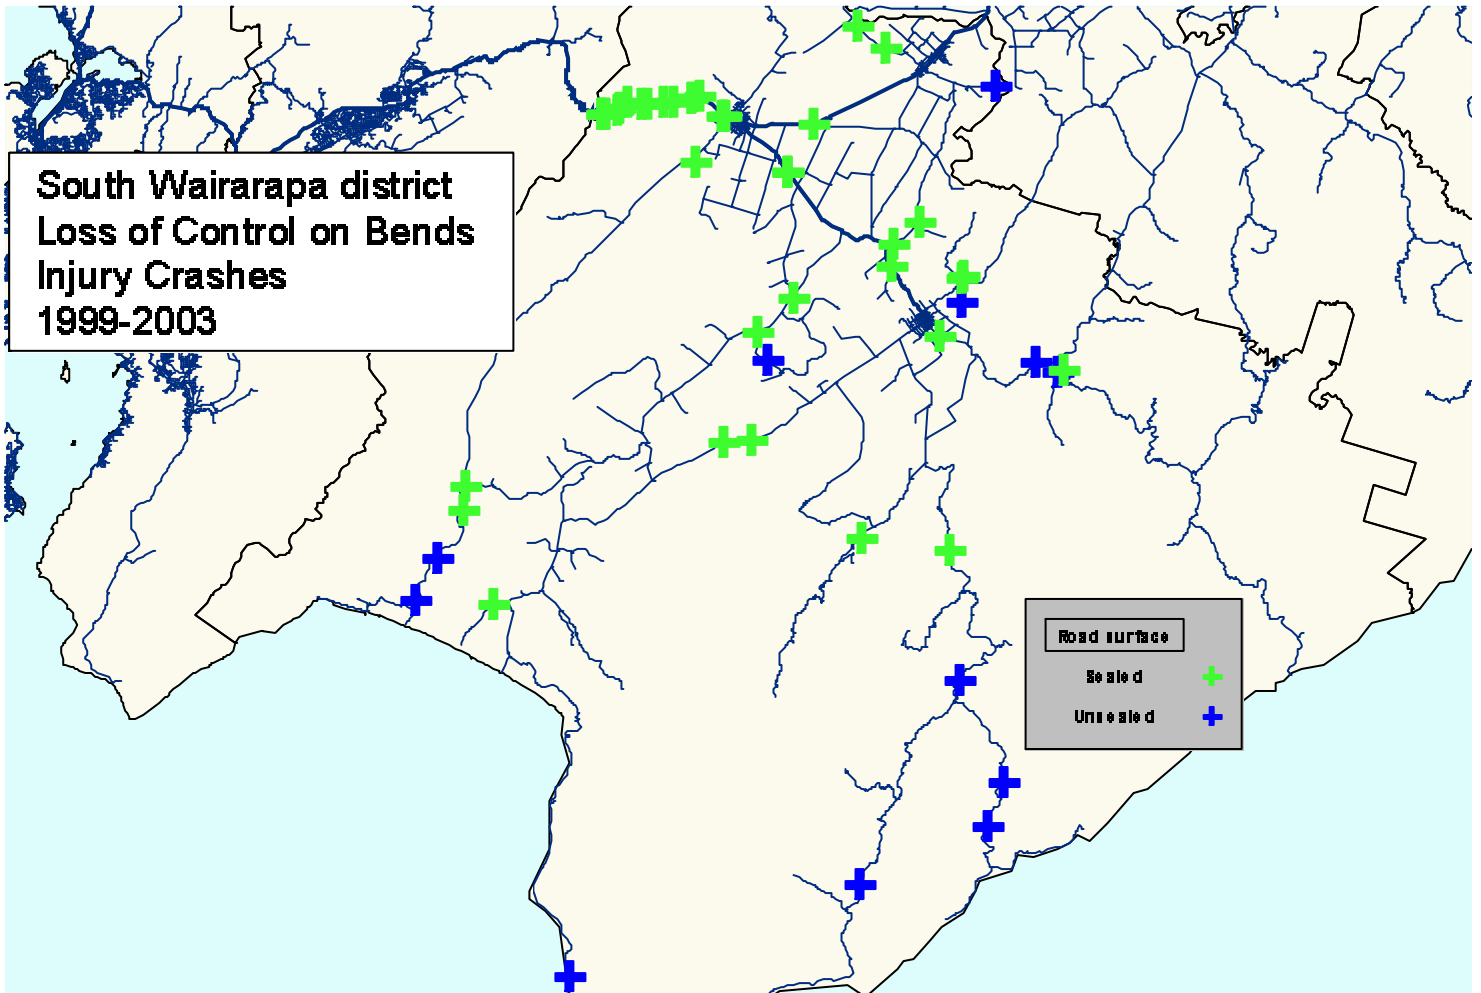 South Wairarapa district
Loss of Control on Bends
Injury Crashes
1999-2003
Road surface
Sealed
Unsealed